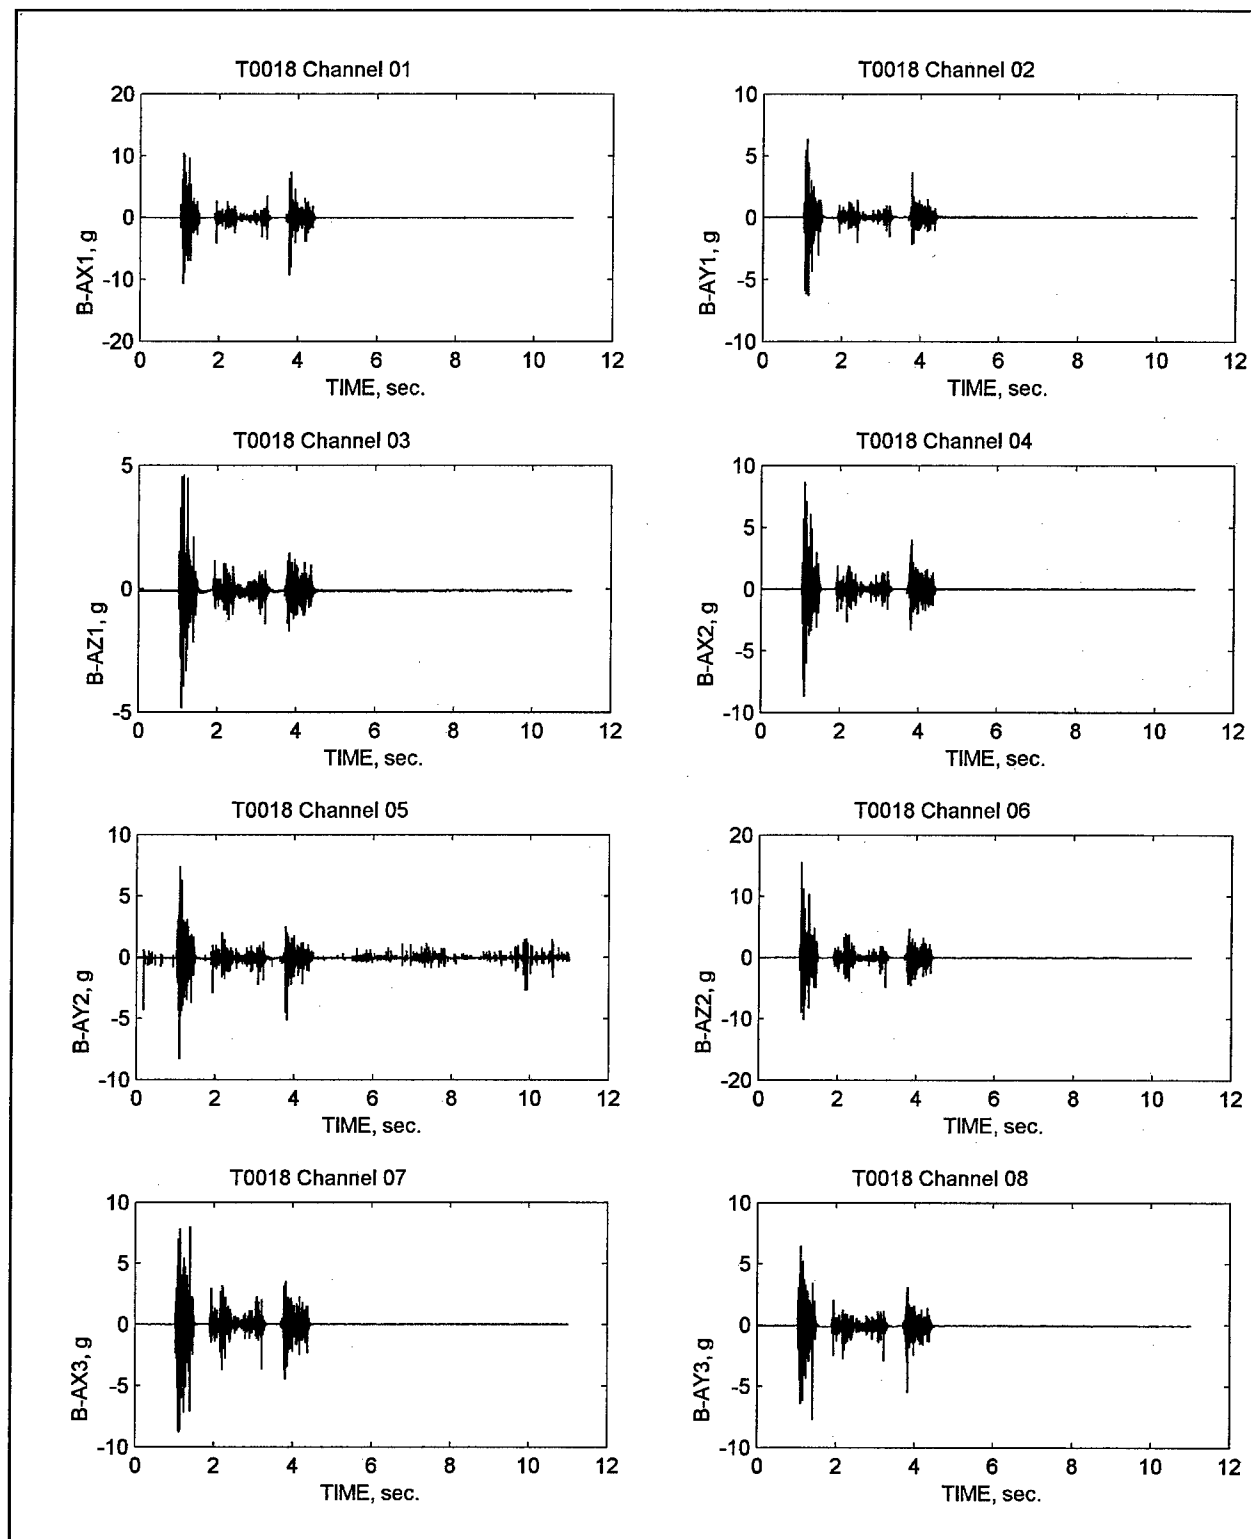 T0018 Channel 01
20
10
0
-10
-20
B-AX1, g
0 2 4 6 8 10 12
TIME, sec.
T0018 Channel 02
10
5
0
-5
-10
B-AY1, g
0 2 4 6 8 10 12
TIME, sec.
T0018 Channel 03
5
0
-5
B-AZ1, g
0 2 4 6 8 10 12
TIME, sec.
T0018 Channel 04
10
5
0
-5
-10
B-AX2, g
0 2 4 6 8 10 12
TIME, sec.
T0018 Channel 05
10
5
0
-5
-10
B-AY2, g
0 2 4 6 8 10 12
TIME, sec.
T0018 Channel 06
20
10
0
-10
-20
B-AZ2, g
0 2 4 6 8 10 12
TIME, sec.
T0018 Channel 07
10
5
0
-5
-10
B-AX3, g
0 2 4 6 8 10 12
TIME, sec.
T0018 Channel 08
10
5
0
-5
-10
B-AY3, g
0 2 4 6 8 10 12
TIME, sec.